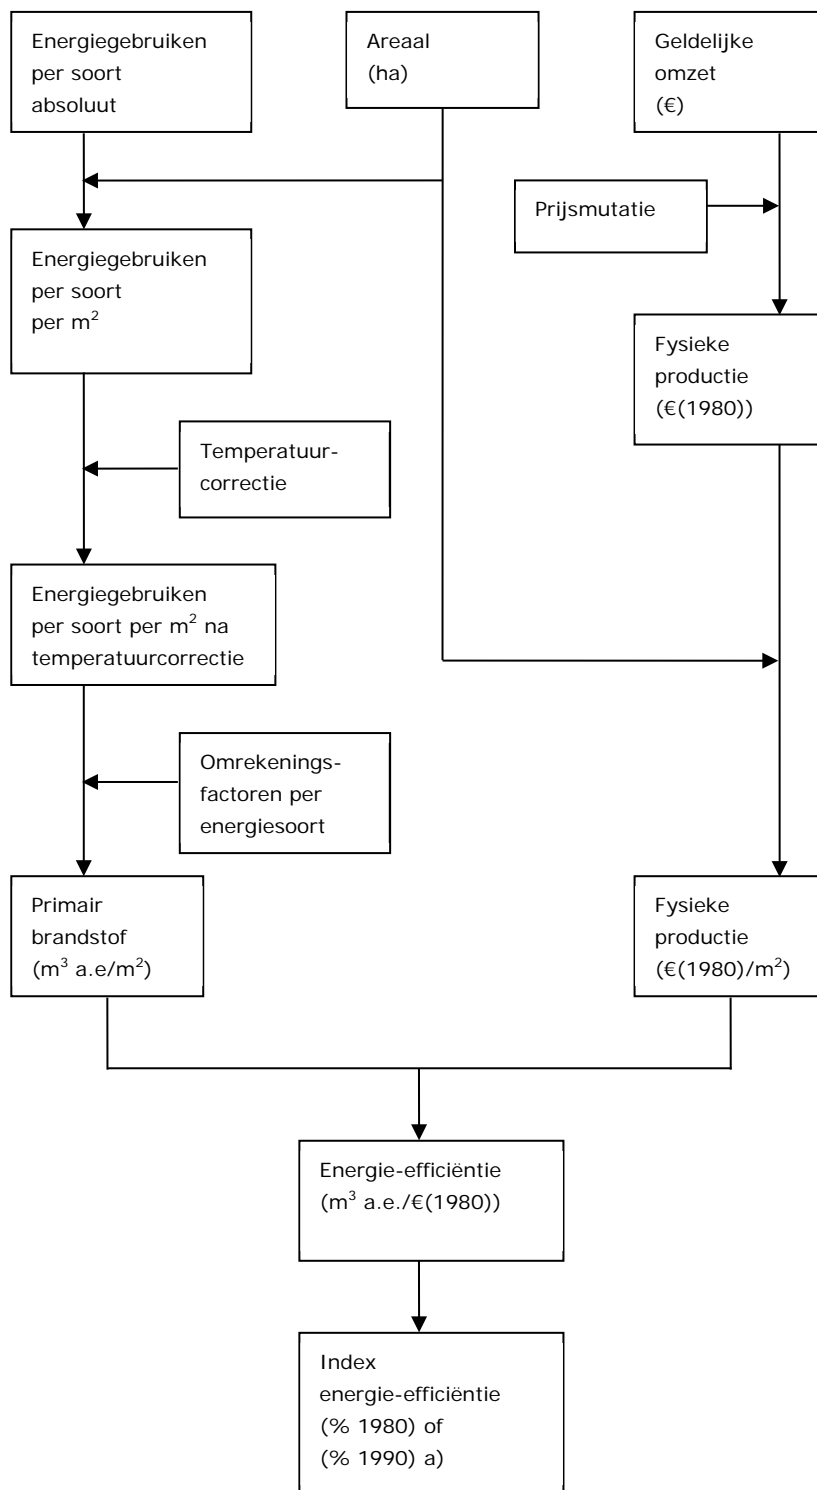 Energiegebruiken
per soort
absoluut
Areaal
(ha)
Geldelijke
omzet
(€)
Prijsmutatie
Energiegebruiken
per soort
per m²
Fysieke
productie
(€(1980))
Temperatuur-
correctie
Energiegebruiken
per soort per m² na
temperatuurcorrectie
Omrekenings-
factoren per
energiesoort
Primair
brandstof
(m³ a.e/m²)
Fysieke
productie
(€(1980)/m²)
Energie-efficiëntie
(m³ a.e./€(1980))
Index
energie-efficiëntie
(% 1980) of
(% 1990) a)